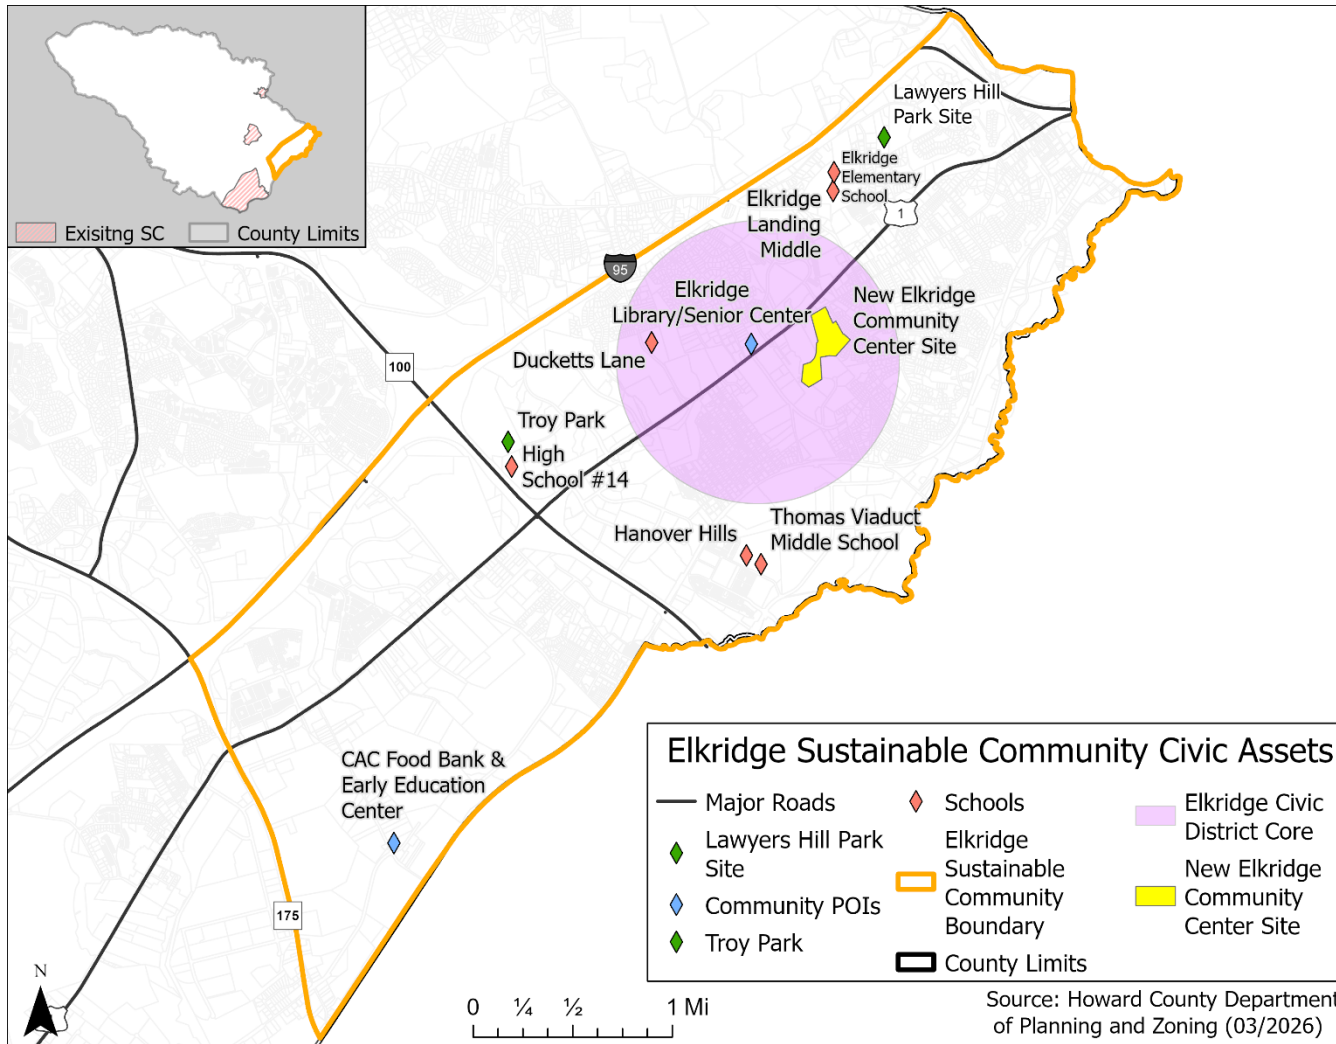 Exisitng SC
County Limits
Lawyers Hill
Park Site
Elkridge
Elementary
School
Elkridge
Landing
Middle
1
95
Elkridge
Library/Senior Center
New Elkridge
Community
Center Site
Ducketts Lane
100
Troy Park
High
School #14
Thomas Viaduct
Middle School
Hanover Hills
CAC Food Bank &
Early Education
Center
175
N
0 ¼ ½ 1 Mi
Elkridge Sustainable Community Civic Assets
Major Roads
Lawyers Hill Park
Site
Community POIs
Troy Park
Schools
Elkridge
Sustainable
Community
Boundary
County Limits
Elkridge Civic
District Core
New Elkridge
Community
Center Site
Source: Howard County Department
of Planning and Zoning (03/2026)